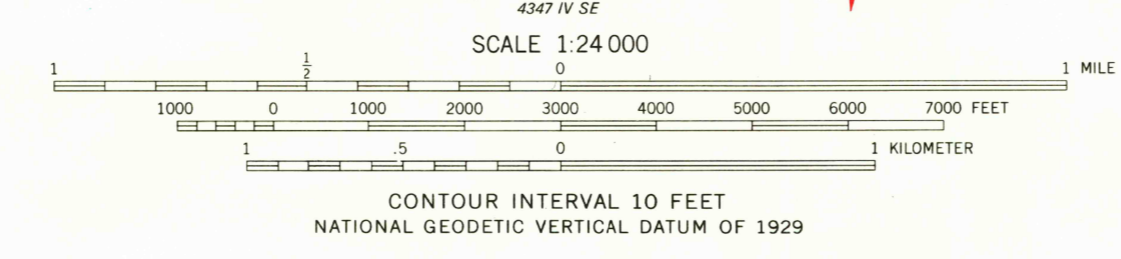 4347 IV SE
SCALE 1:24 000
1 1/2 0 1 MILE
1000 0 1000 2000 3000 4000 5000 6000 7000 FEET
1 .5 0 1 KILOMETER
CONTOUR INTERVAL 10 FEET
NATIONAL GEODETIC VERTICAL DATUM OF 1929